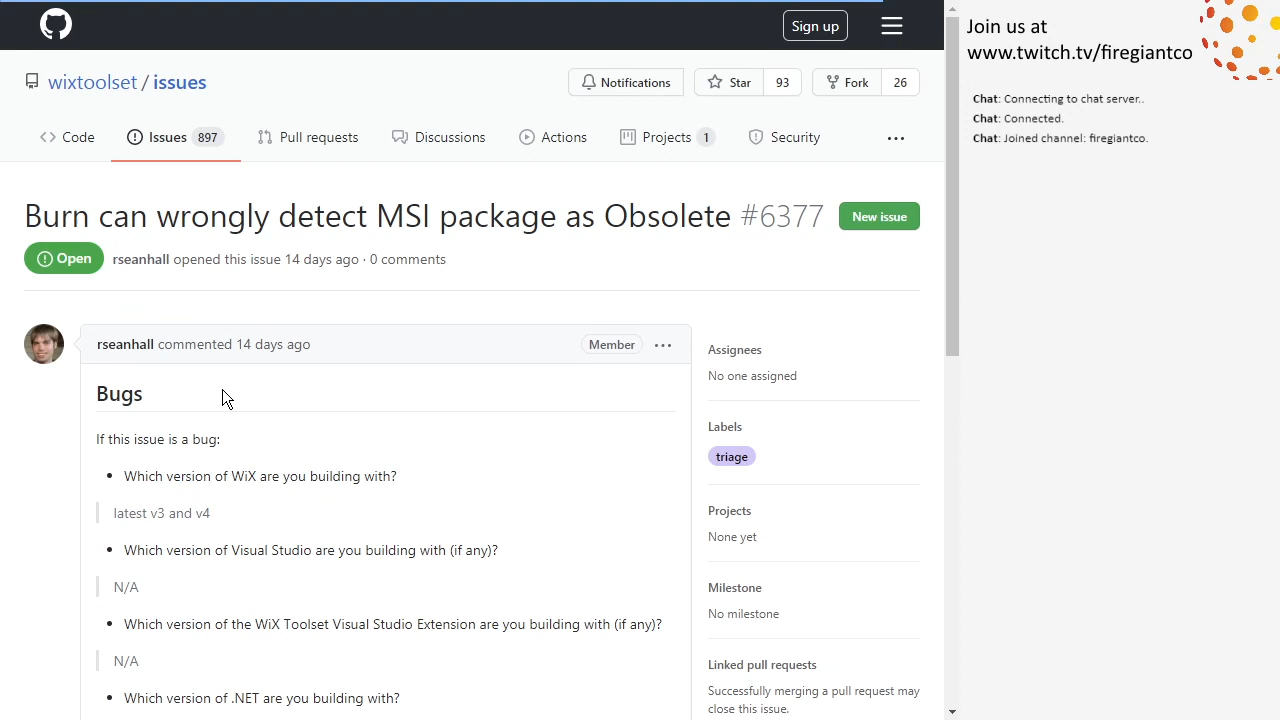 Sign up
wixtoolset / issues
Notifications
Star 93
Fork 26
Code
Issues 897
Pull requests
Discussions
Actions
Projects 1
Security
Burn can wrongly detect MSI package as Obsolete #6377
New issue
Open
rseanhall opened this issue 14 days ago · 0 comments
rseanhall commented 14 days ago
Member
Bugs
If this issue is a bug:
• Which version of WiX are you building with?
latest v3 and v4
• Which version of Visual Studio are you building with (if any)?
N/A
• Which version of the WiX Toolset Visual Studio Extension are you building with (if any)?
N/A
• Which version of .NET are you building with?
Assignees
No one assigned
Labels
triage
Projects
None yet
Milestone
No milestone
Linked pull requests
Successfully merging a pull request may
close this issue.
Join us at
www.twitch.tv/firegiantco
Chat: Connecting to chat server..
Chat: Connected.
Chat: Joined channel: firegiantco.